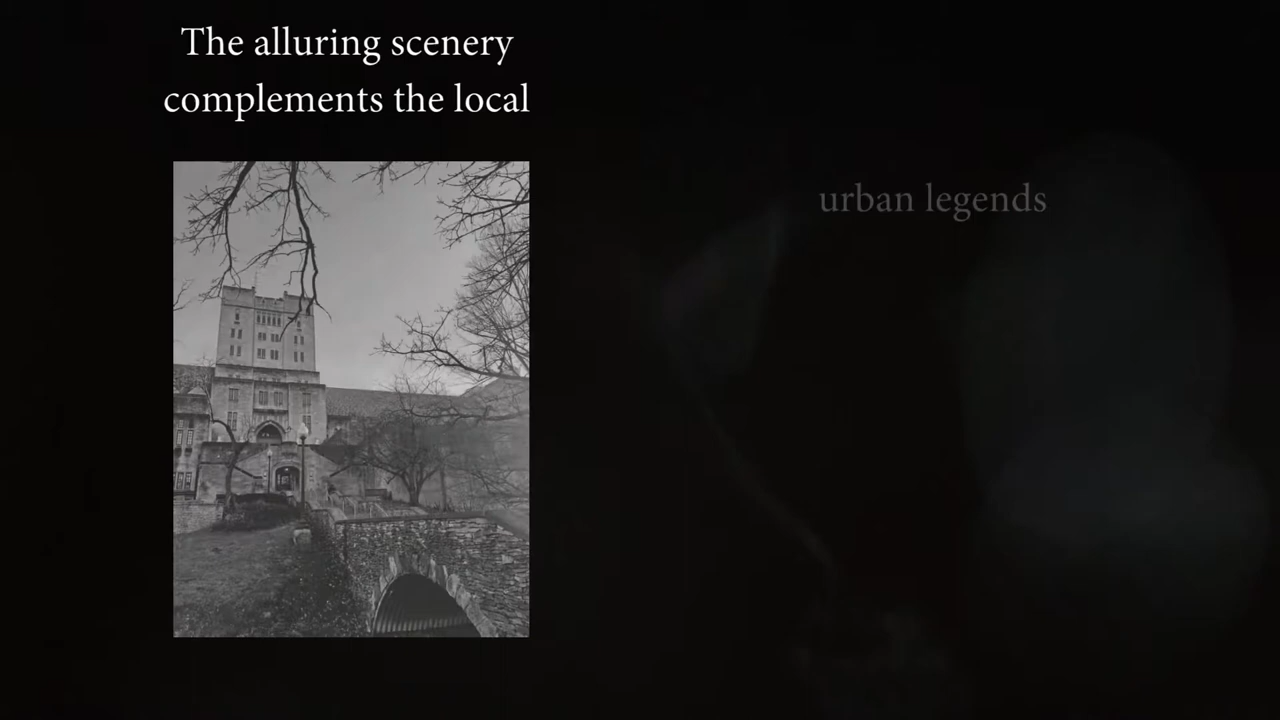 The alluring scenery
complements the local
urban legends